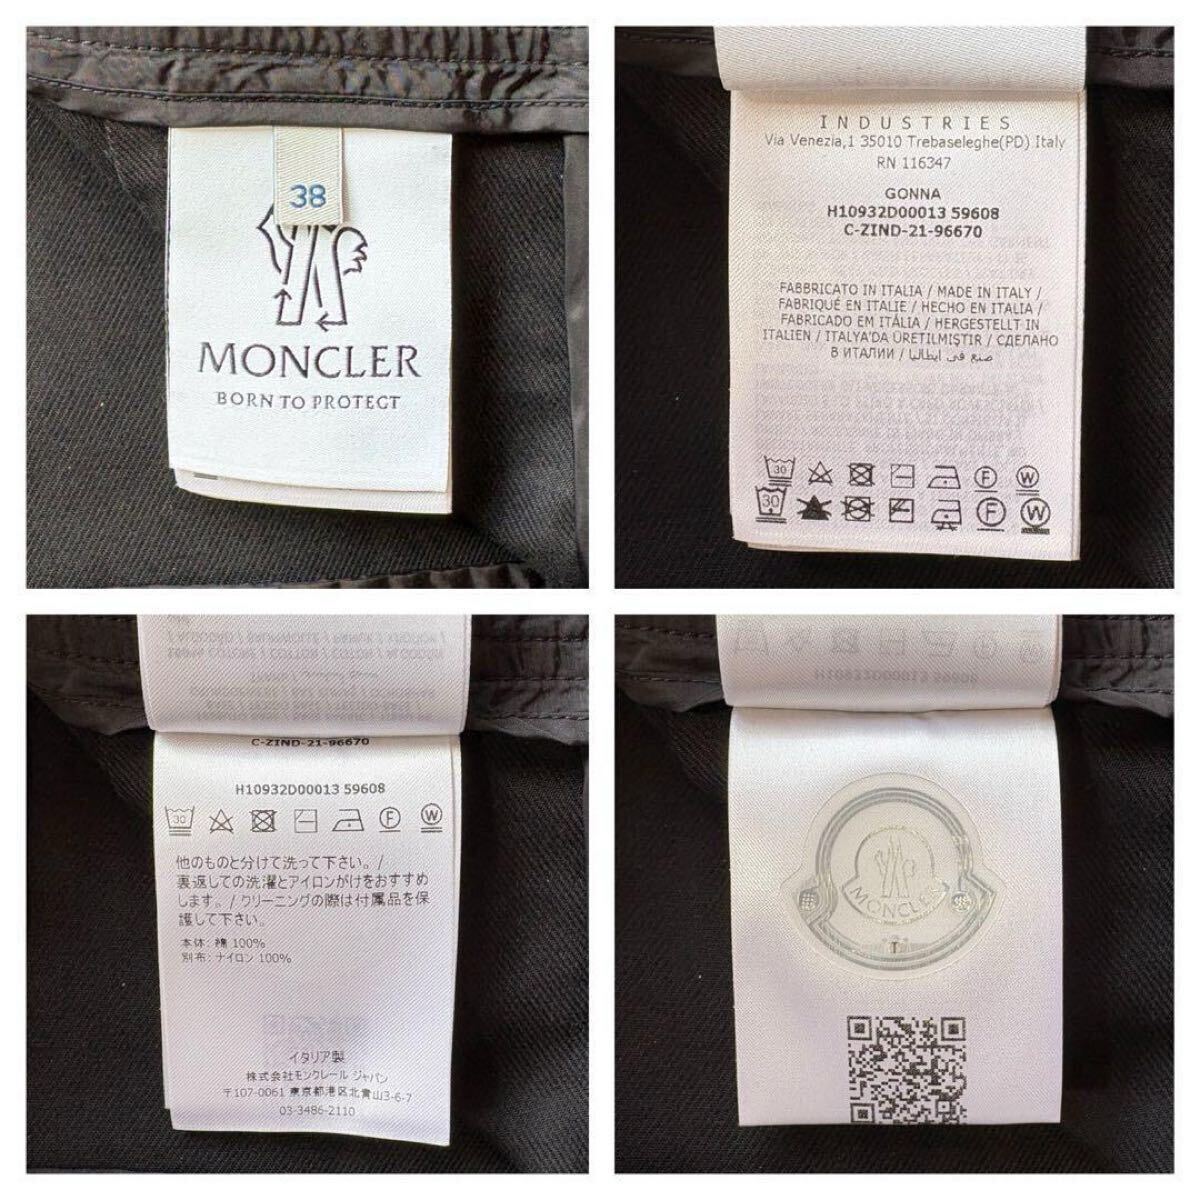 38
MONCLER
BORN TO PROTECT
INDUSTRIES
Via Venezia,1 35010 Trebaseleghe(PD) Italy
RN 116347
GONNA
H10932D00013 59608
C-ZIND-21-96670
FABBRICATO IN ITALIA / MADE IN ITALY /
FABRIQUÉ EN ITALIE / HECHO EN ITALIA /
FABRICADO EM ITÁLIA / HERGESTELLT IN
ITALIEN / ITALYA'DA ÜRETILMIŞTIR / СДЕЛАНО
В ИТАЛИИ / صنع في ايطاليا
30 F W
30 F W
C-ZIND-21-96670
H10932D00013 59608
30 F W
他のものと分けて洗って下さい。/
裏返しての洗濯とアイロンがけをおすすめ
します。/ クリーニングの際は付属品を保
護して下さい。
本体: 綿 100%
別布: ナイロン 100%
イタリア製
株式会社モンクレール ジャパン
〒107-0061 東京都港区北青山3-6-7
03-3486-2110
MONCLER